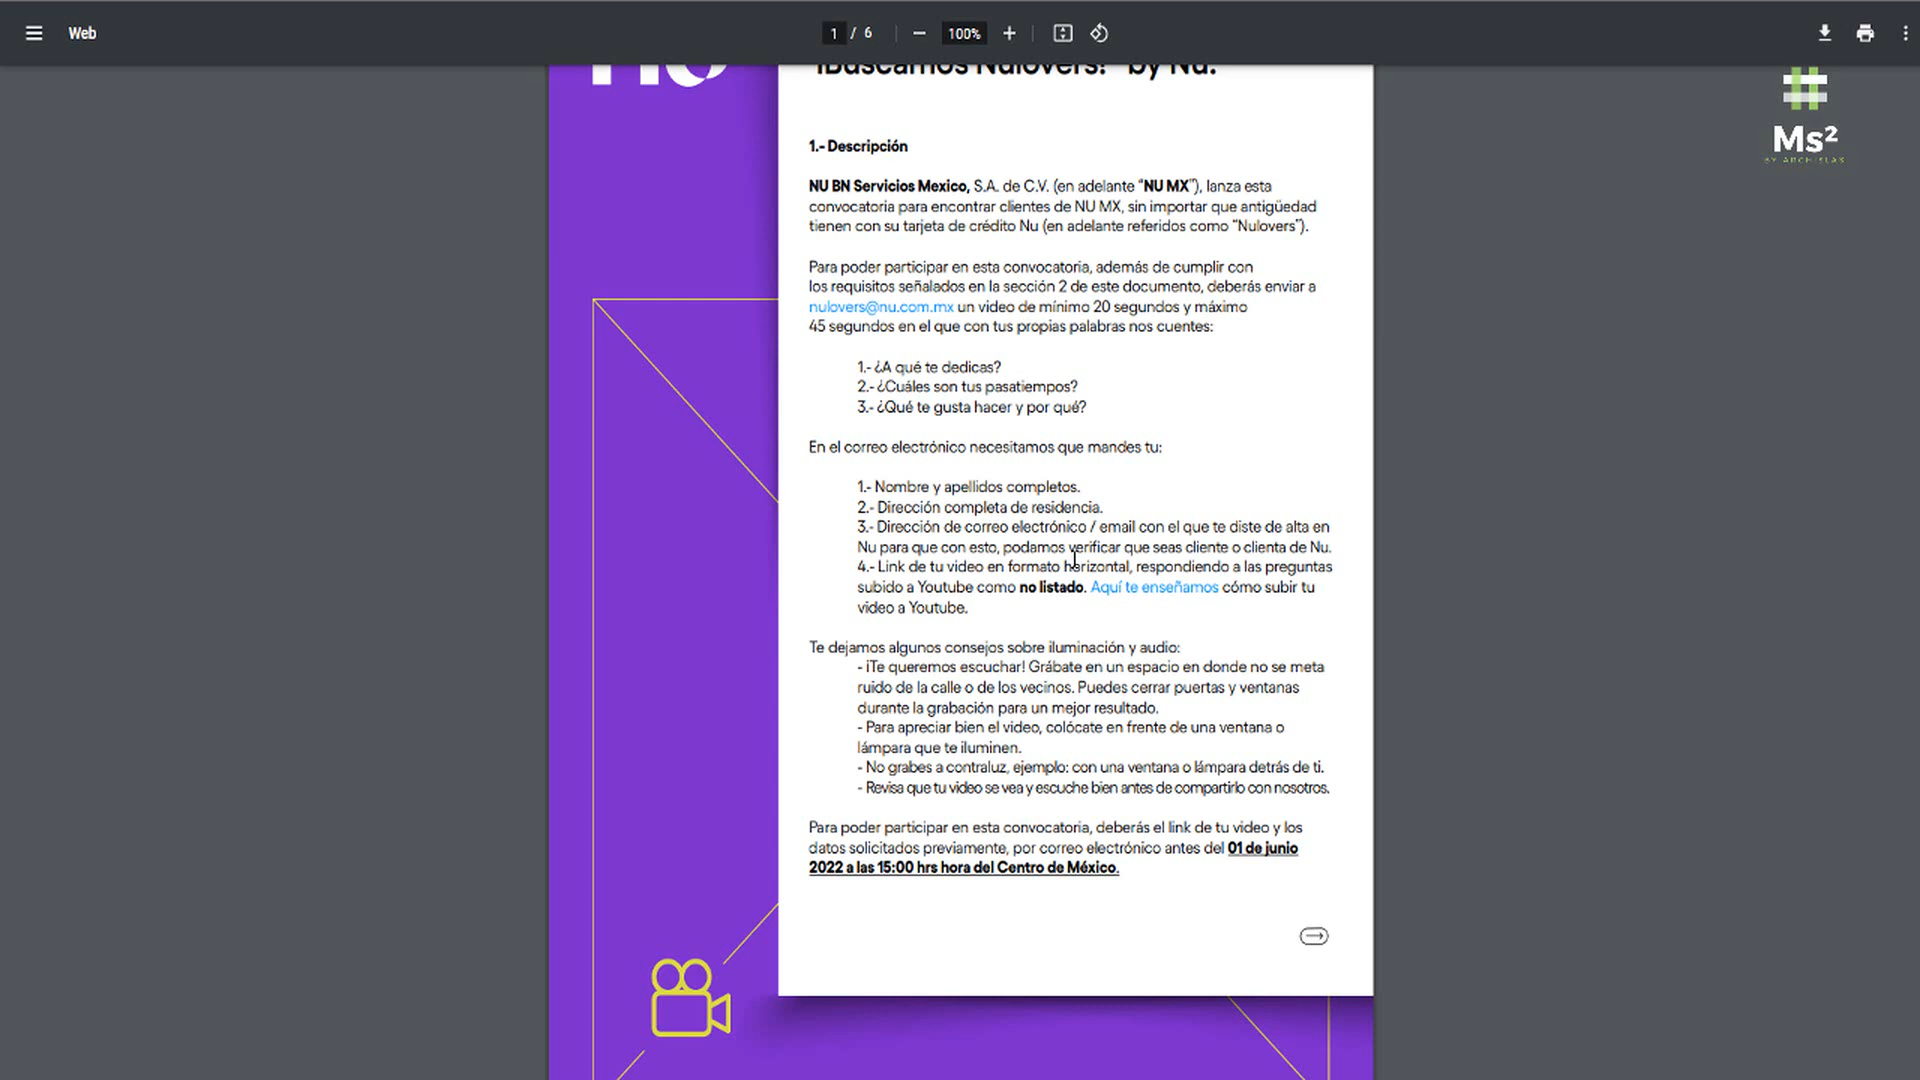 Web
1 / 6
100%
nu
¡Buscamos Nulovers! by Nu.
Ms²
BY ARCHISLAS
1.- Descripción
NU BN Servicios Mexico, S.A. de C.V. (en adelante “NU MX”), lanza esta
convocatoria para encontrar clientes de NU MX, sin importar que antigüedad
tienen con su tarjeta de crédito Nu (en adelante referidos como “Nulovers”).
Para poder participar en esta convocatoria, además de cumplir con
los requisitos señalados en la sección 2 de este documento, deberás enviar a
nulovers@nu.com.mx un video de mínimo 20 segundos y máximo
45 segundos en el que con tus propias palabras nos cuentes:
1.- ¿A qué te dedicas?
2.- ¿Cuáles son tus pasatiempos?
3.- ¿Qué te gusta hacer y por qué?
En el correo electrónico necesitamos que mandes tu:
1.- Nombre y apellidos completos.
2.- Dirección completa de residencia.
3.- Dirección de correo electrónico / email con el que te diste de alta en
Nu para que con esto, podamos verificar que seas cliente o clienta de Nu.
4.- Link de tu video en formato horizontal, respondiendo a las preguntas
subido a Youtube como no listado. Aquí te enseñamos cómo subir tu
video a Youtube.
Te dejamos algunos consejos sobre iluminación y audio:
- ¡Te queremos escuchar! Grábate en un espacio en donde no se meta
ruido de la calle o de los vecinos. Puedes cerrar puertas y ventanas
durante la grabación para un mejor resultado.
- Para apreciar bien el video, colócate en frente de una ventana o
lámpara que te iluminen.
- No grabes a contraluz, ejemplo: con una ventana o lámpara detrás de ti.
- Revisa que tu video se vea y escuche bien antes de compartirlo con nosotros.
Para poder participar en esta convocatoria, deberás el link de tu video y los
datos solicitados previamente, por correo electrónico antes del 01 de junio
2022 a las 15:00 hrs hora del Centro de México.